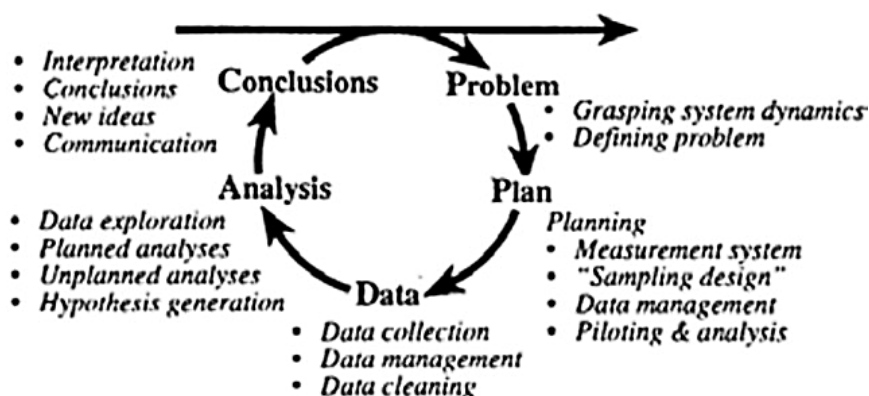 Conclusions
• Interpretation
• Conclusions
• New ideas
• Communication
Problem
• Grasping system dynamics
• Defining problem
Analysis
• Data exploration
• Planned analyses
• Unplanned analyses
• Hypothesis generation
Plan
Planning
• Measurement system
• "Sampling design"
• Data management
• Piloting & analysis
Data
• Data collection
• Data management
• Data cleaning